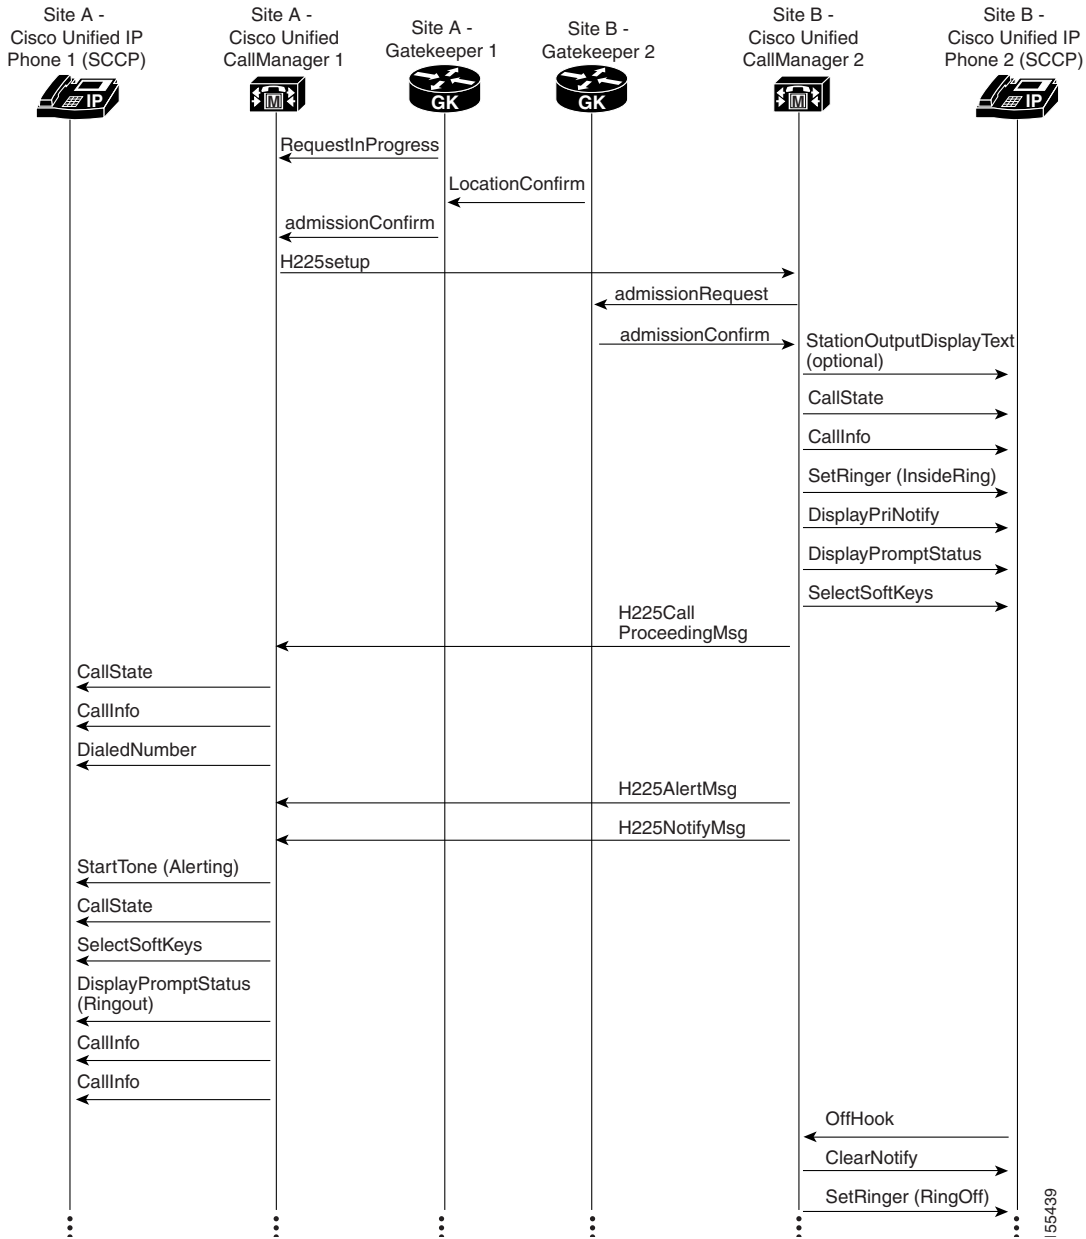 Site A -
Cisco Unified IP
Phone 1 (SCCP)
Site A -
Cisco Unified
CallManager 1
Site A -
Gatekeeper 1
Site B -
Gatekeeper 2
Site B -
Cisco Unified
CallManager 2
Site B -
Cisco Unified IP
Phone 2 (SCCP)
IP
M
GK
GK
M
IP
RequestInProgress
LocationConfirm
admissionConfirm
H225setup
admissionRequest
admissionConfirm
StationOutputDisplayText
(optional)
CallState
CallInfo
SetRinger (InsideRing)
DisplayPriNotify
DisplayPromptStatus
SelectSoftKeys
H225Call
ProceedingMsg
CallState
CallInfo
DialedNumber
H225AlertMsg
H225NotifyMsg
StartTone (Alerting)
CallState
SelectSoftKeys
DisplayPromptStatus
(Ringout)
CallInfo
CallInfo
OffHook
ClearNotify
SetRinger (RingOff)
155439